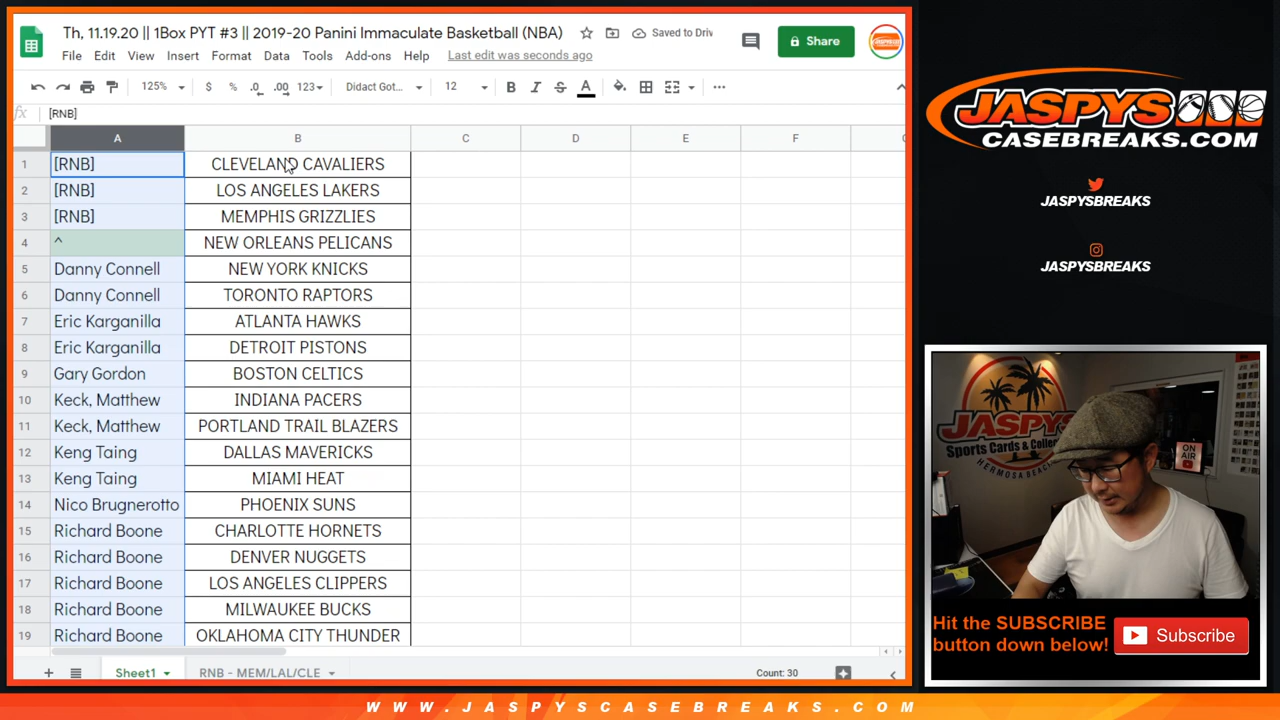 Th, 11.19.20 || 1Box PYT #3 || 2019-20 Panini Immaculate Basketball (NBA)
Saved to Driv
Share
File Edit View Insert Format Data Tools Add-ons Help Last edit was seconds ago
125% $ % .0 .00 123 Didact Got... 12 B I S A
fx [RNB]
A B C D E F
1 [RNB] CLEVELAND CAVALIERS
2 [RNB] LOS ANGELES LAKERS
3 [RNB] MEMPHIS GRIZZLIES
4 ^ NEW ORLEANS PELICANS
5 Danny Connell NEW YORK KNICKS
6 Danny Connell TORONTO RAPTORS
7 Eric Karganilla ATLANTA HAWKS
8 Eric Karganilla DETROIT PISTONS
9 Gary Gordon BOSTON CELTICS
10 Keck, Matthew INDIANA PACERS
11 Keck, Matthew PORTLAND TRAIL BLAZERS
12 Keng Taing DALLAS MAVERICKS
13 Keng Taing MIAMI HEAT
14 Nico Brugnerotto PHOENIX SUNS
15 Richard Boone CHARLOTTE HORNETS
16 Richard Boone DENVER NUGGETS
17 Richard Boone LOS ANGELES CLIPPERS
18 Richard Boone MILWAUKEE BUCKS
19 Richard Boone OKLAHOMA CITY THUNDER
Sheet1 RNB - MEM/LAL/CLE Count: 30
JASPYS
CASEBREAKS.COM
JASPYSBREAKS
JASPYSBREAKS
JASPYS
Sports Cards & Colle
HERMOSA BEAC
ON
AIR
Hit the SUBSCRIBE
button down below!
Subscribe
WWW.JASPYSCASEBREAKS.COM